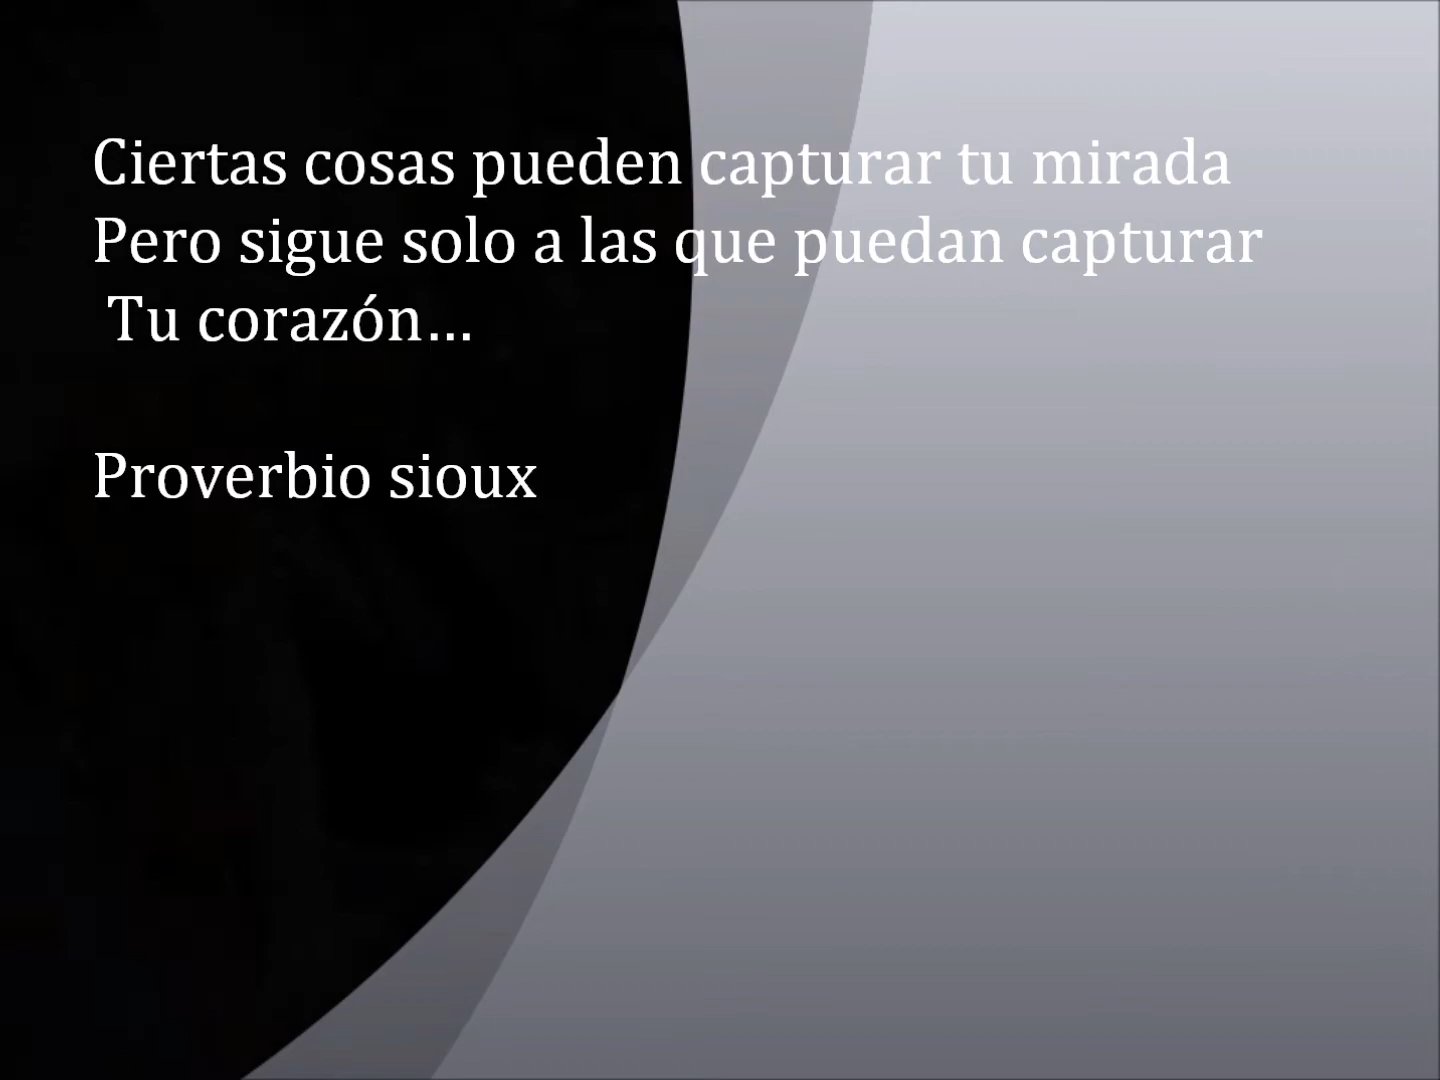 Ciertas cosas pueden capturar tu mirada
Pero sigue solo a las que puedan capturar
Tu corazón...
Proverbio sioux